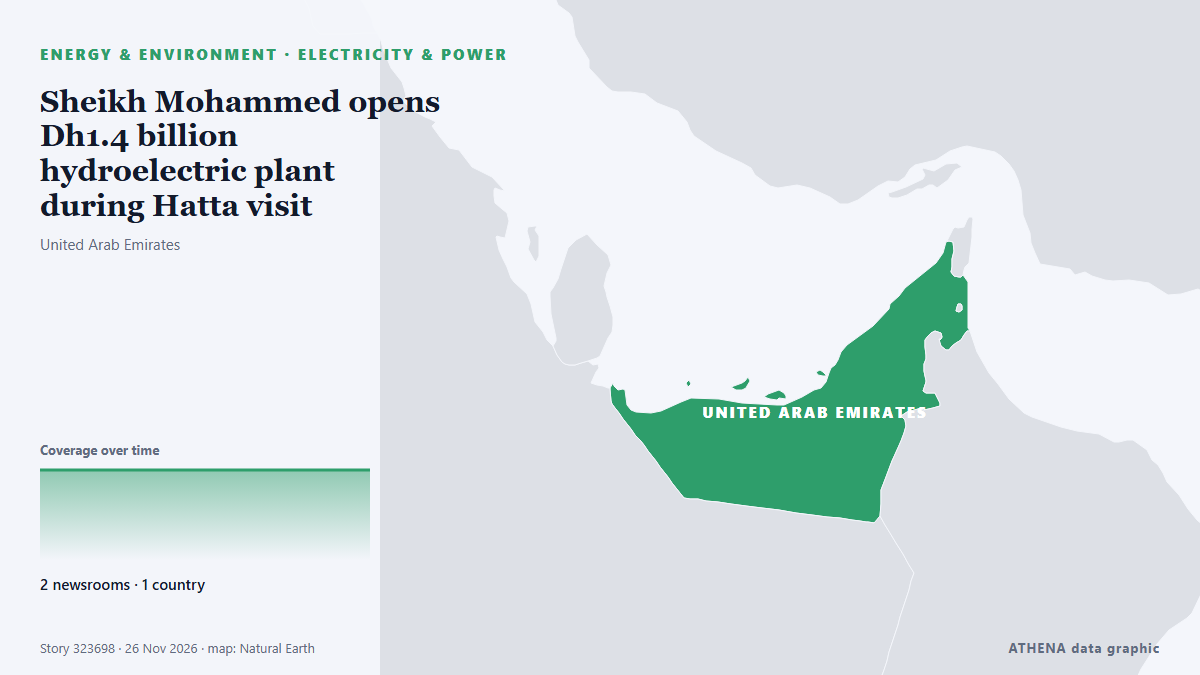 ENERGY & ENVIRONMENT · ELECTRICITY & POWER
Sheikh Mohammed opens
Dh1.4 billion
hydroelectric plant
during Hatta visit
United Arab Emirates
UNITED ARAB EMIRATES
Coverage over time
2 newsrooms · 1 country
Story 323698 · 26 Nov 2026 · map: Natural Earth
ATHENA data graphic